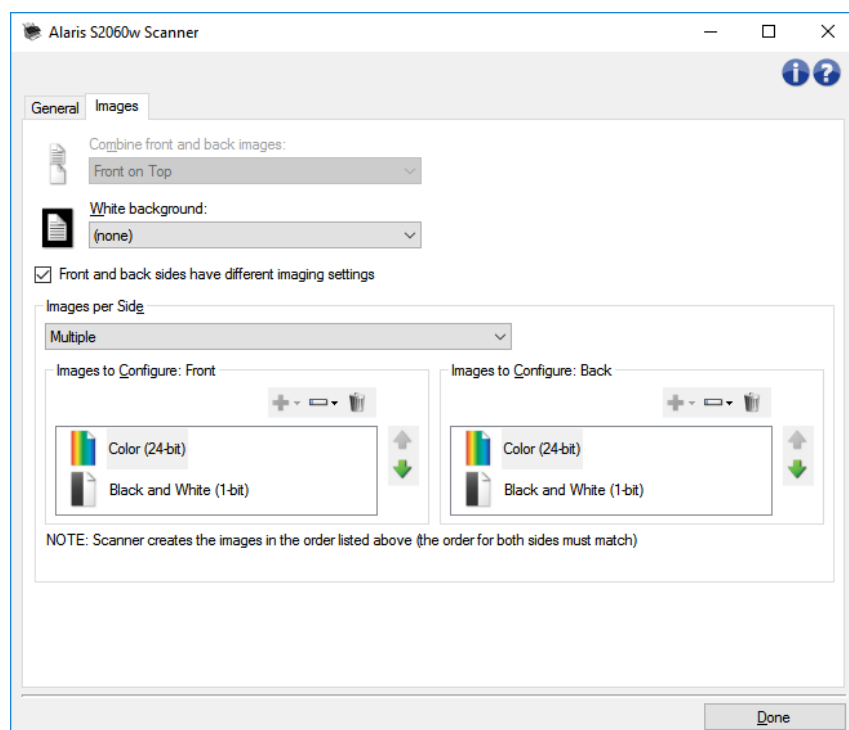 Alaris S2060w Scanner
General
Images
Combine front and back images:
Front on Top
White background:
(none)
Front and back sides have different imaging settings
Images per Side
Multiple
Images to Configure: Front
Color (24-bit)
Black and White (1-bit)
Images to Configure: Back
Color (24-bit)
Black and White (1-bit)
NOTE: Scanner creates the images in the order listed above (the order for both sides must match)
Done